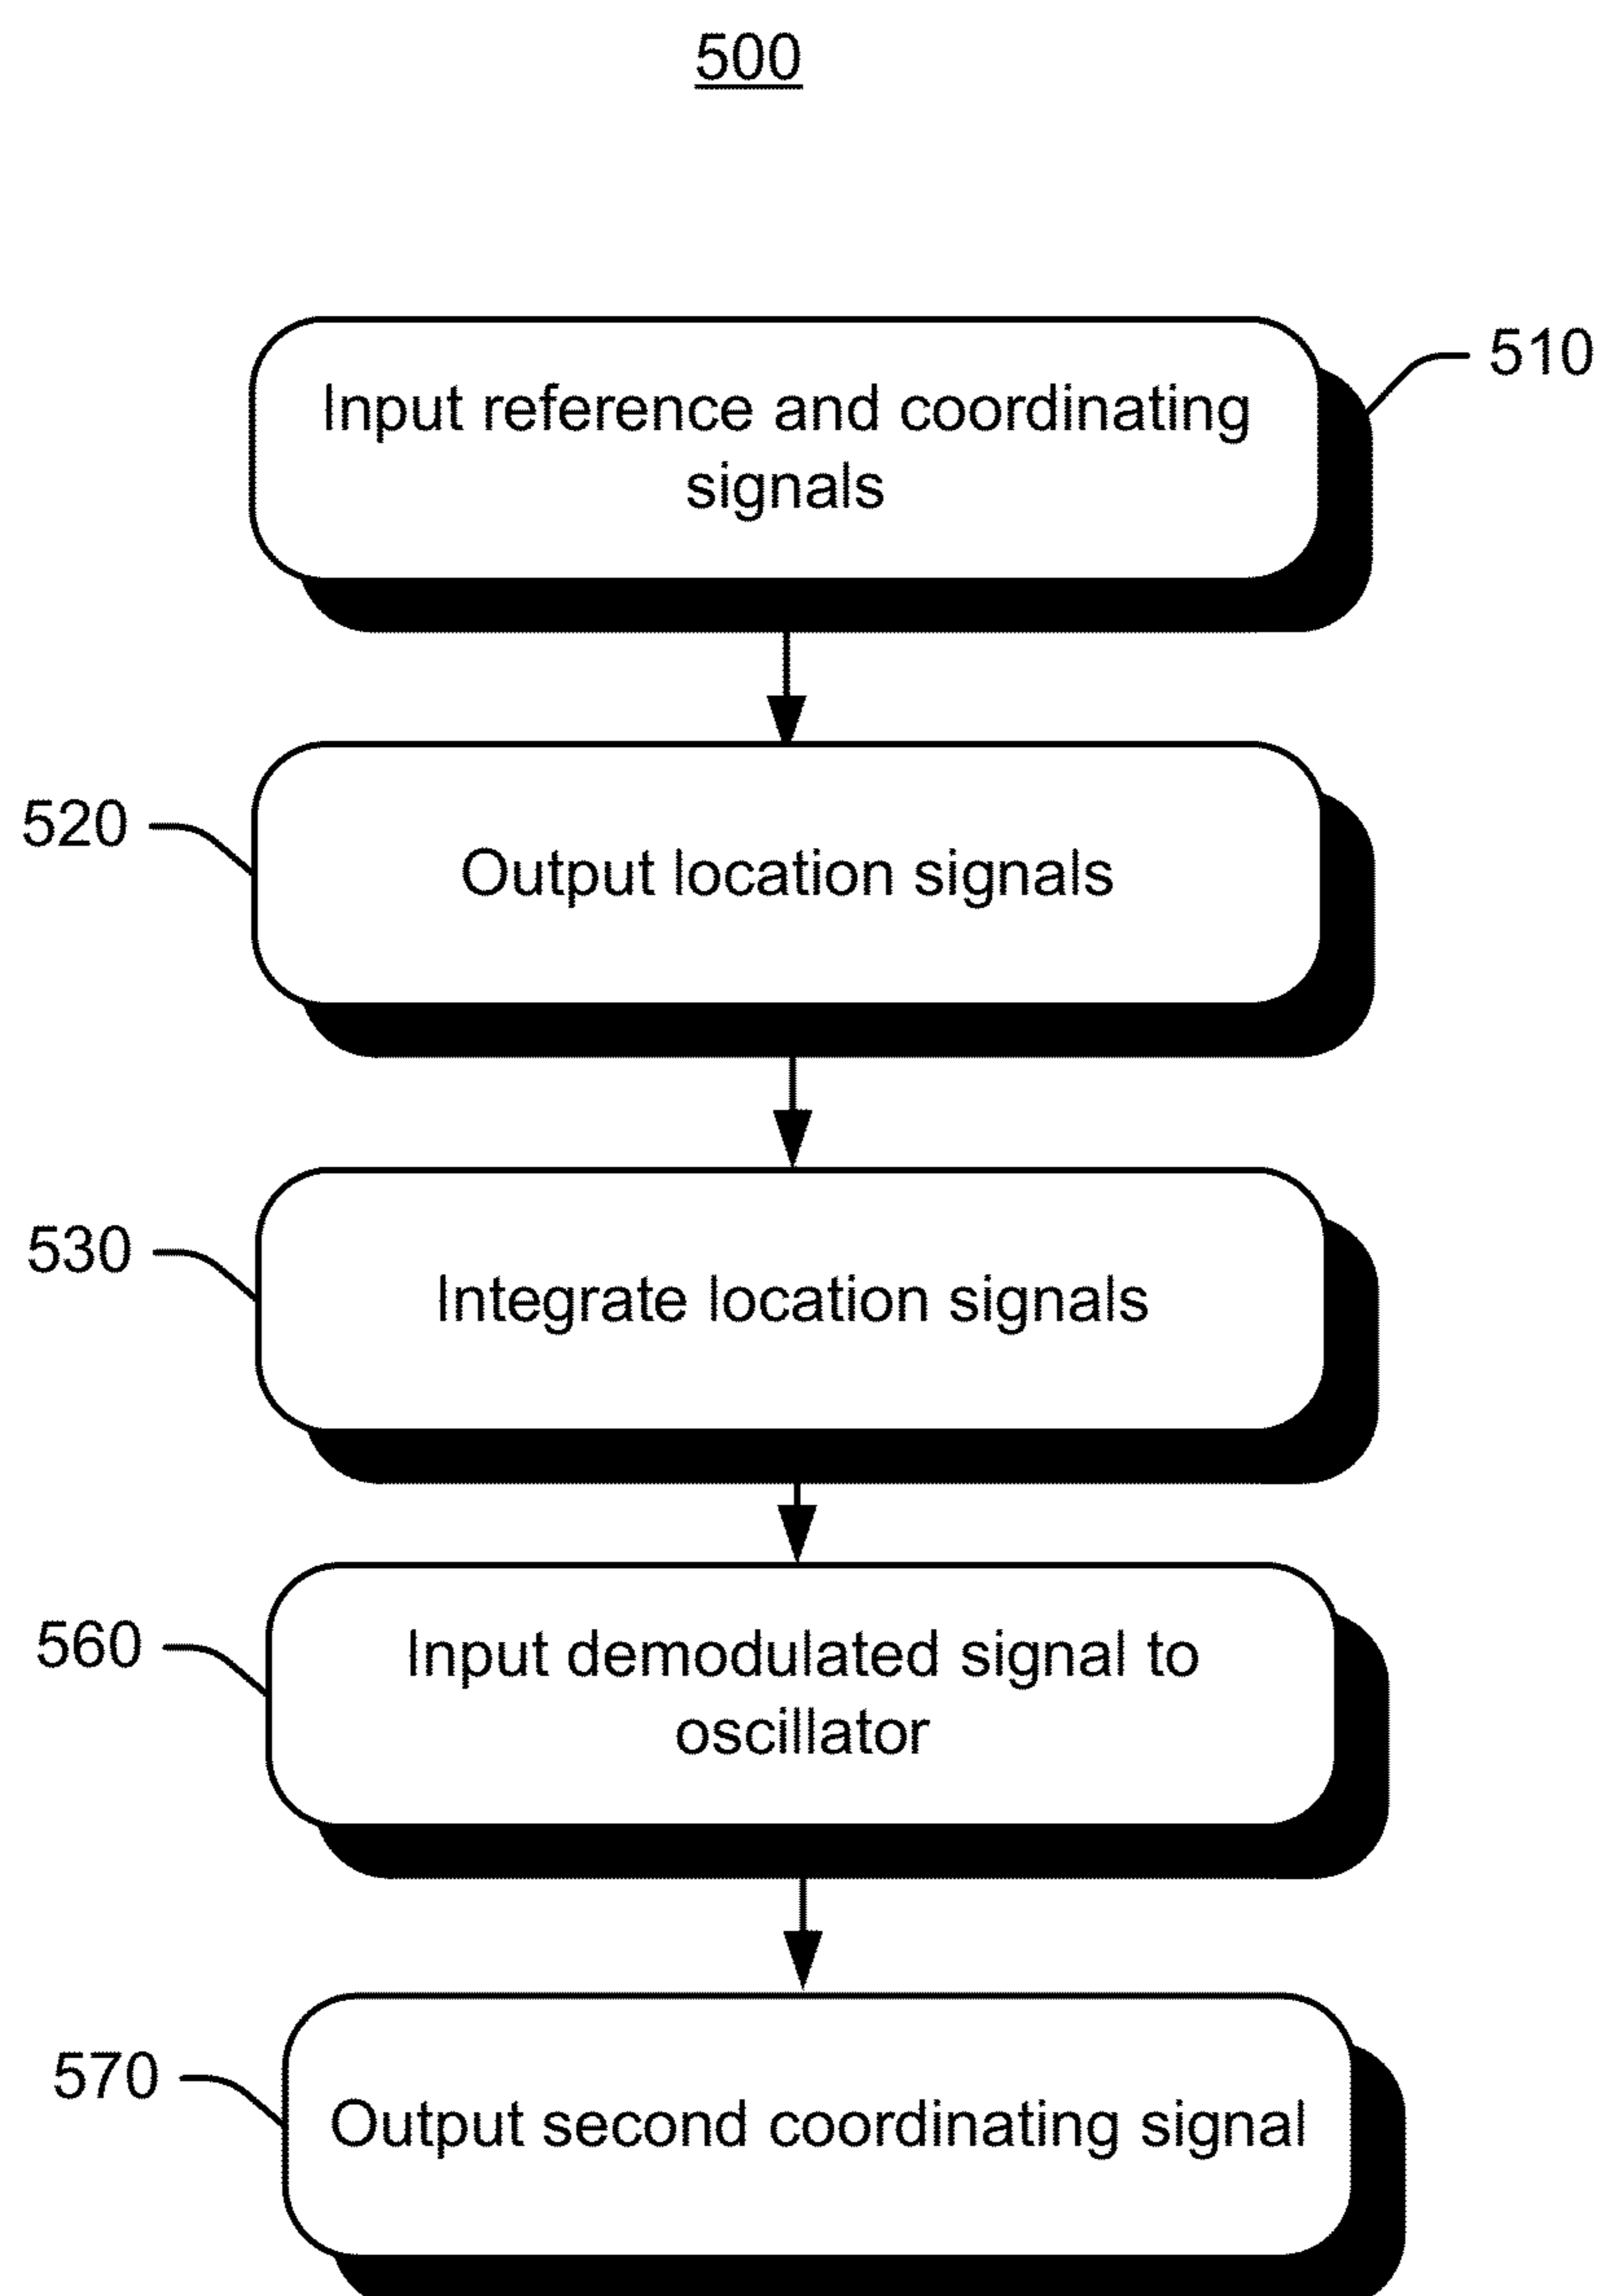 500
Input reference and coordinating
signals
510
520
Output location signals
530
Integrate location signals
560
Input demodulated signal to
oscillator
570
Output second coordinating signal